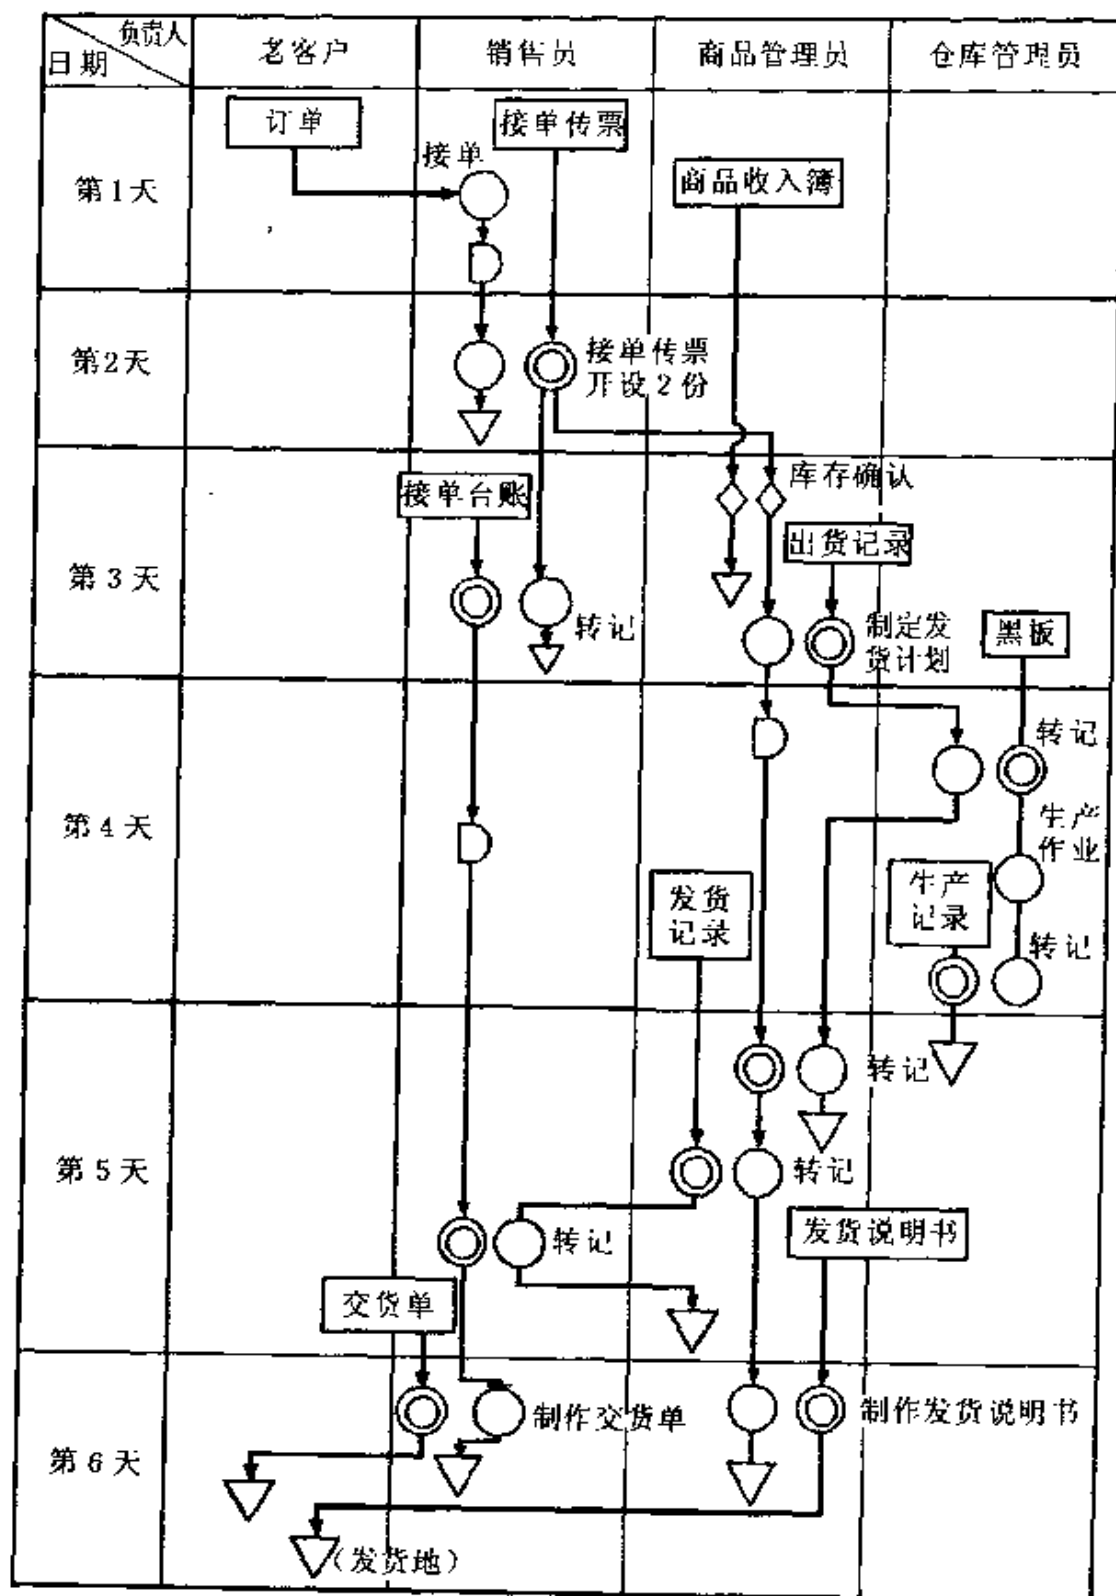 负责人
日期
老客户
销售员
商品管理员
仓库管理员
第1天
订单
接单
接单传票
商品收入簿
第2天
接单传票
开设2份
第3天
接单台账
转记
库存确认
出货记录
制定发
货计划
黑板
第4天
转记
生产
作业
发货
记录
生产
记录
转记
第5天
转记
转记
转记
发货说明书
交货单
第6天
制作交货单
制作发货说明书
(发货地)